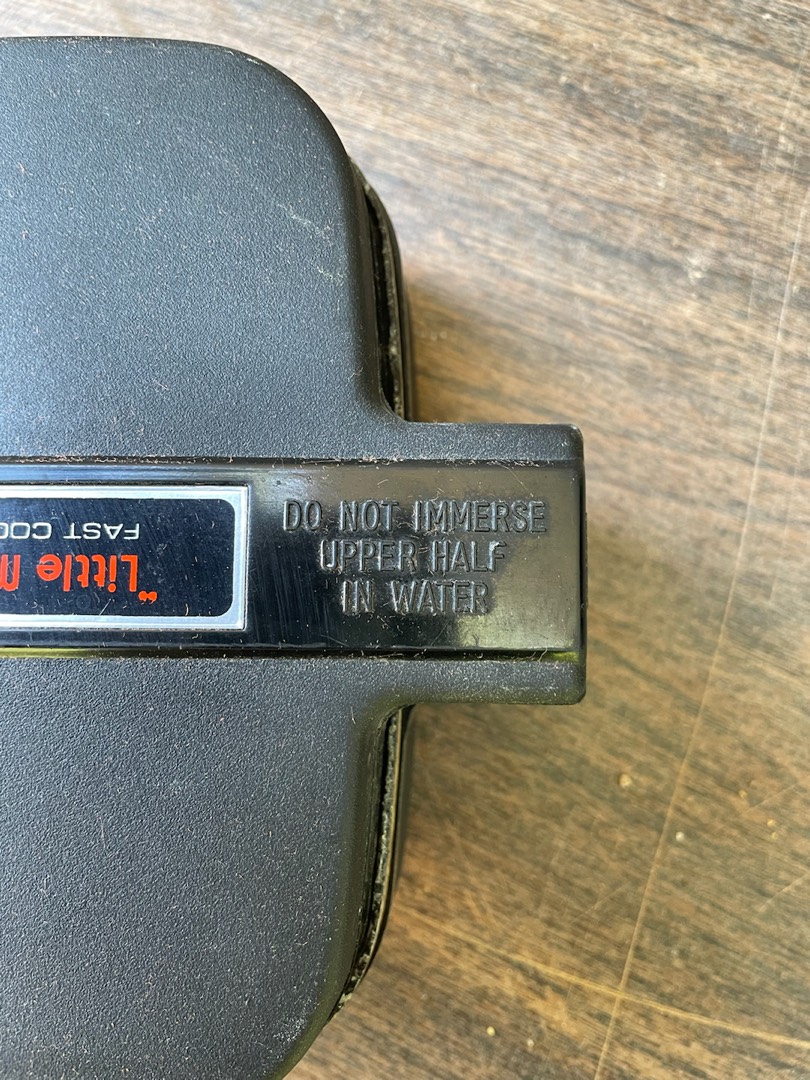 DO NOT IMMERSE
UPPER HALF
IN WATER
"Little
FAST